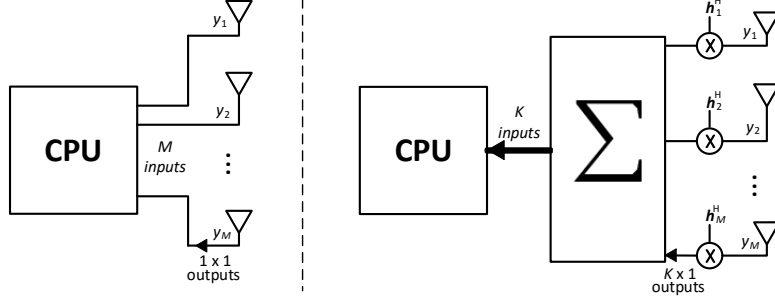 y1
CPU
M
inputs
y2
...
yM
1 x 1
outputs
CPU
K
inputs
Σ
h1H
y1
h2H
y2
X
X
...
hMH
yM
X
K x 1
outputs